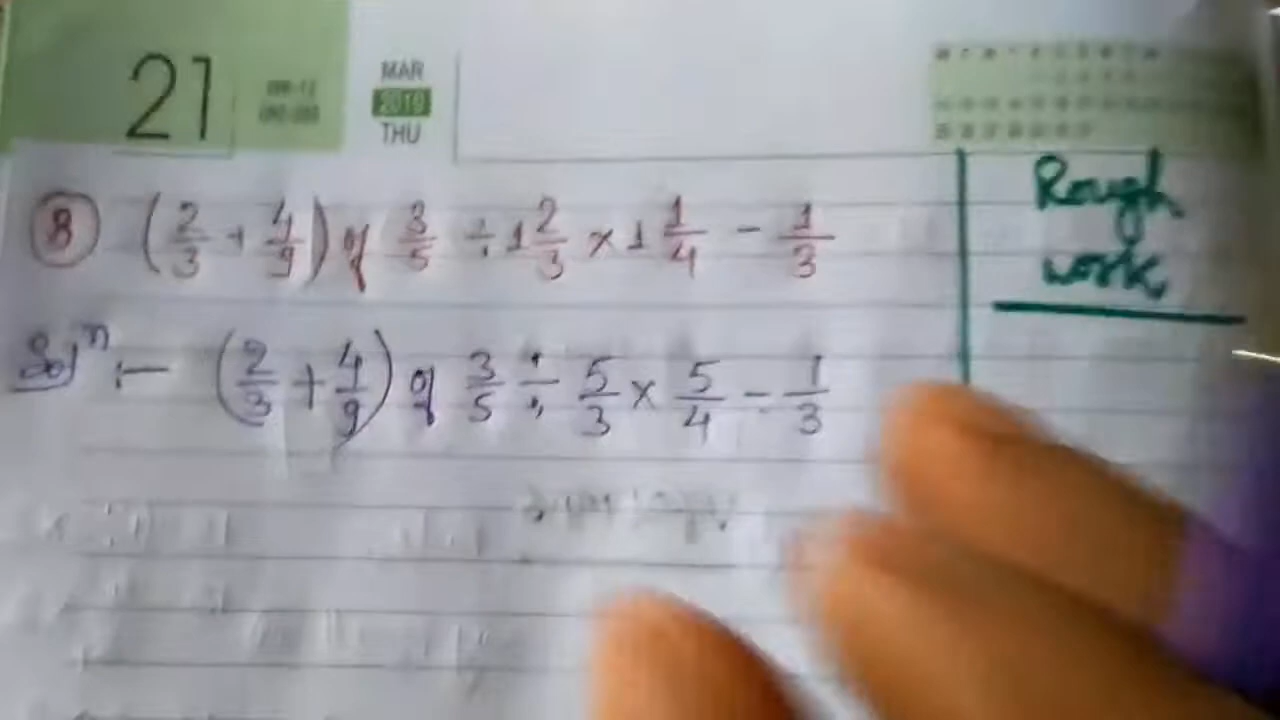 21
MAR
2019
THU
8 (2/3 + 4/9) of 3/5 ÷ 1 2/3 × 1 1/4 - 1/3
Rough
work
Solⁿ :- (2/3 + 4/9) of 3/5 ÷ 5/3 × 5/4 - 1/3